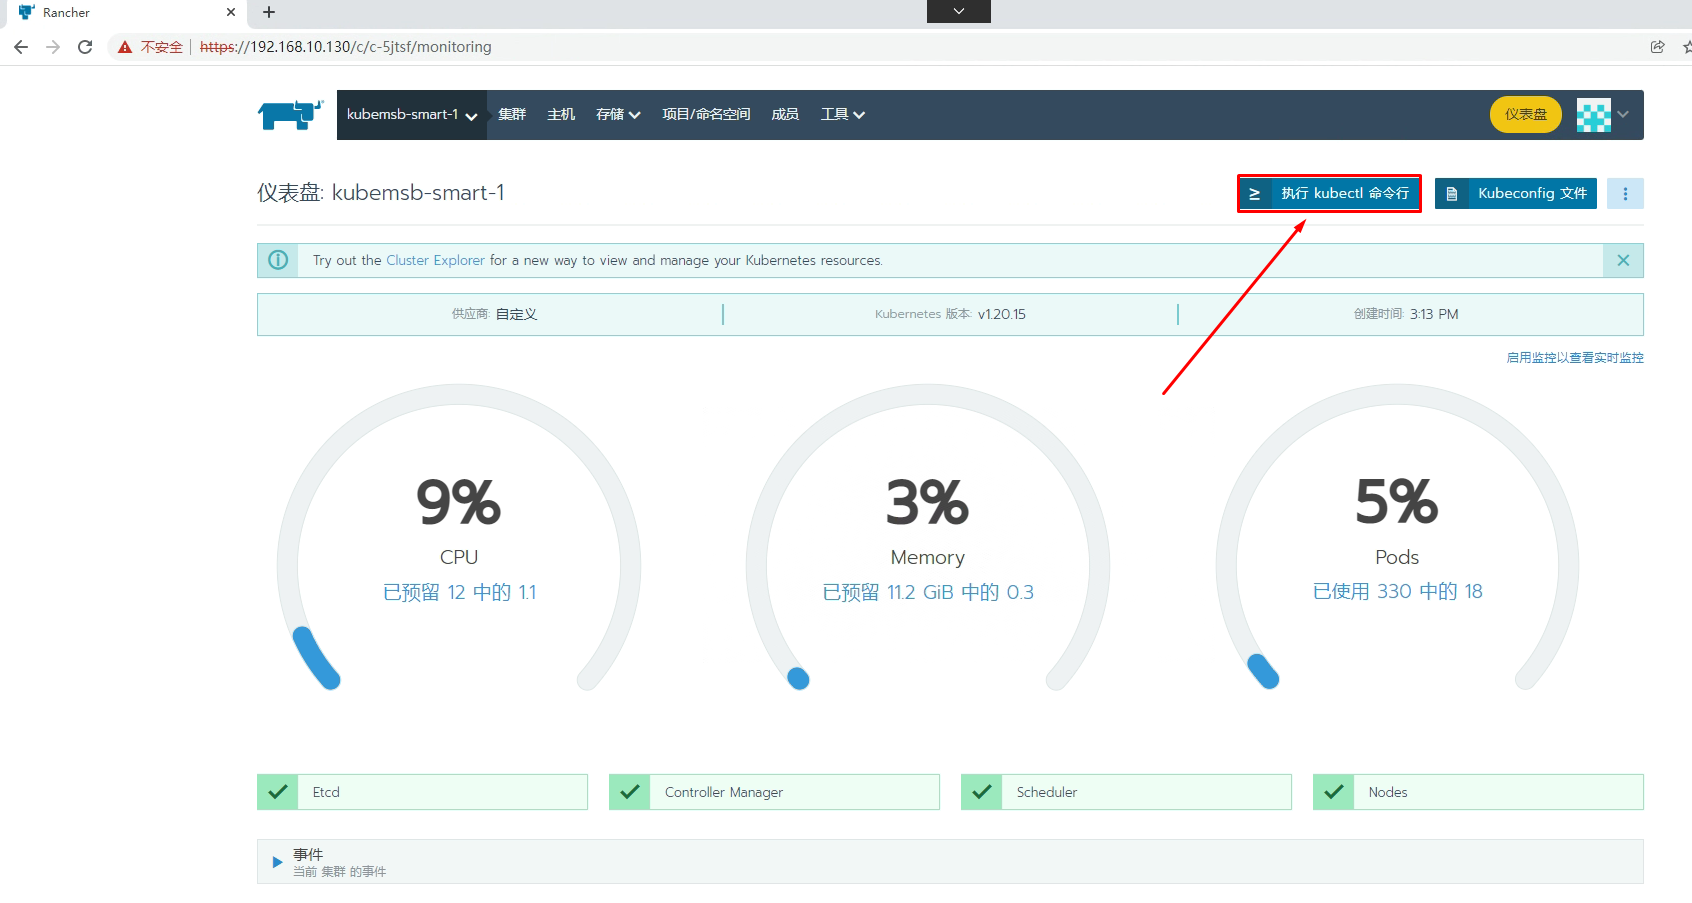 Rancher
不安全 https://192.168.10.130/c/c-5jtsf/monitoring
kubemsb-smart-1 集群 主机 存储 项目/命名空间 成员 工具 仪表盘
仪表盘: kubemsb-smart-1 执行 kubectl 命令行 Kubeconfig 文件
Try out the Cluster Explorer for a new way to view and manage your Kubernetes resources.
供应商: 自定义 Kubernetes 版本: v1.20.15 创建时间: 3:13 PM
启用监控以查看实时监控
9% 3% 5%
CPU Memory Pods
已预留 12 中的 1.1 已预留 11.2 GiB 中的 0.3 已使用 330 中的 18
Etcd Controller Manager Scheduler Nodes
事件
当前 集群 的事件